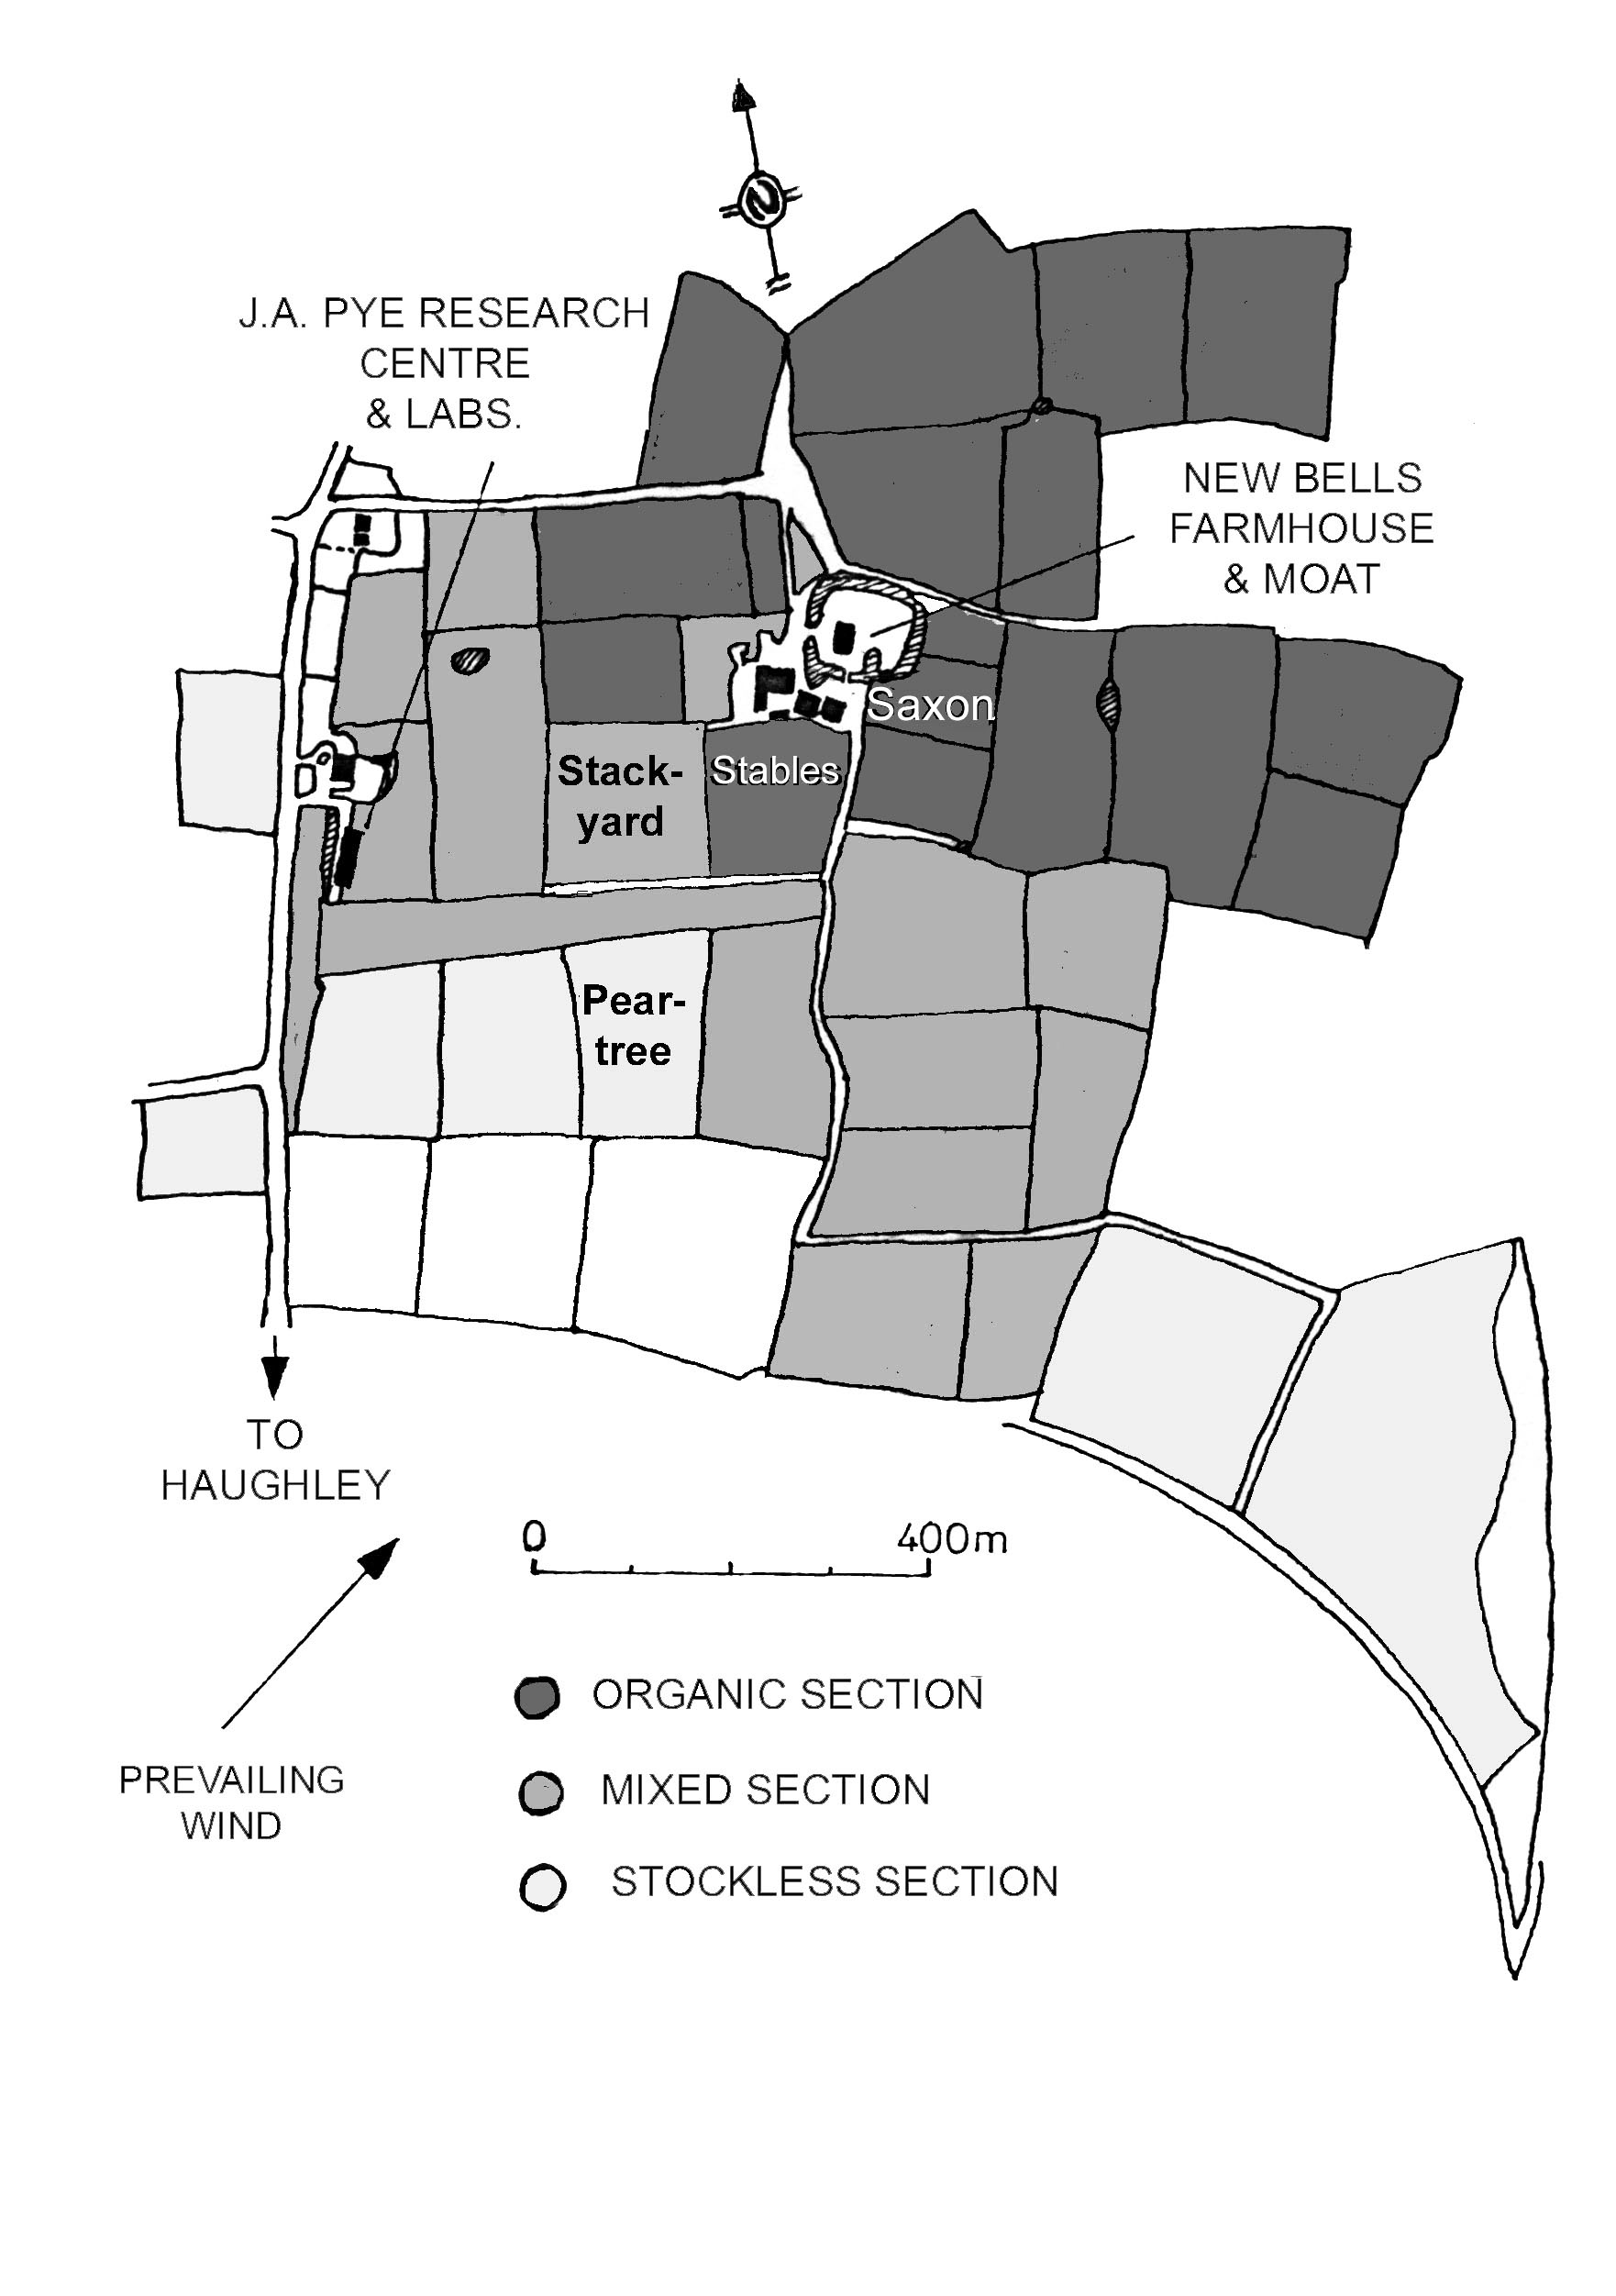 N
J.A. PYE RESEARCH
CENTRE
& LABS.
NEW BELLS
FARMHOUSE
& MOAT
Saxon
Stack-
yard
Stables
Pear-
tree
TO
HAUGHLEY
0 400m
ORGANIC SECTION
PREVAILING
WIND
MIXED SECTION
STOCKLESS SECTION